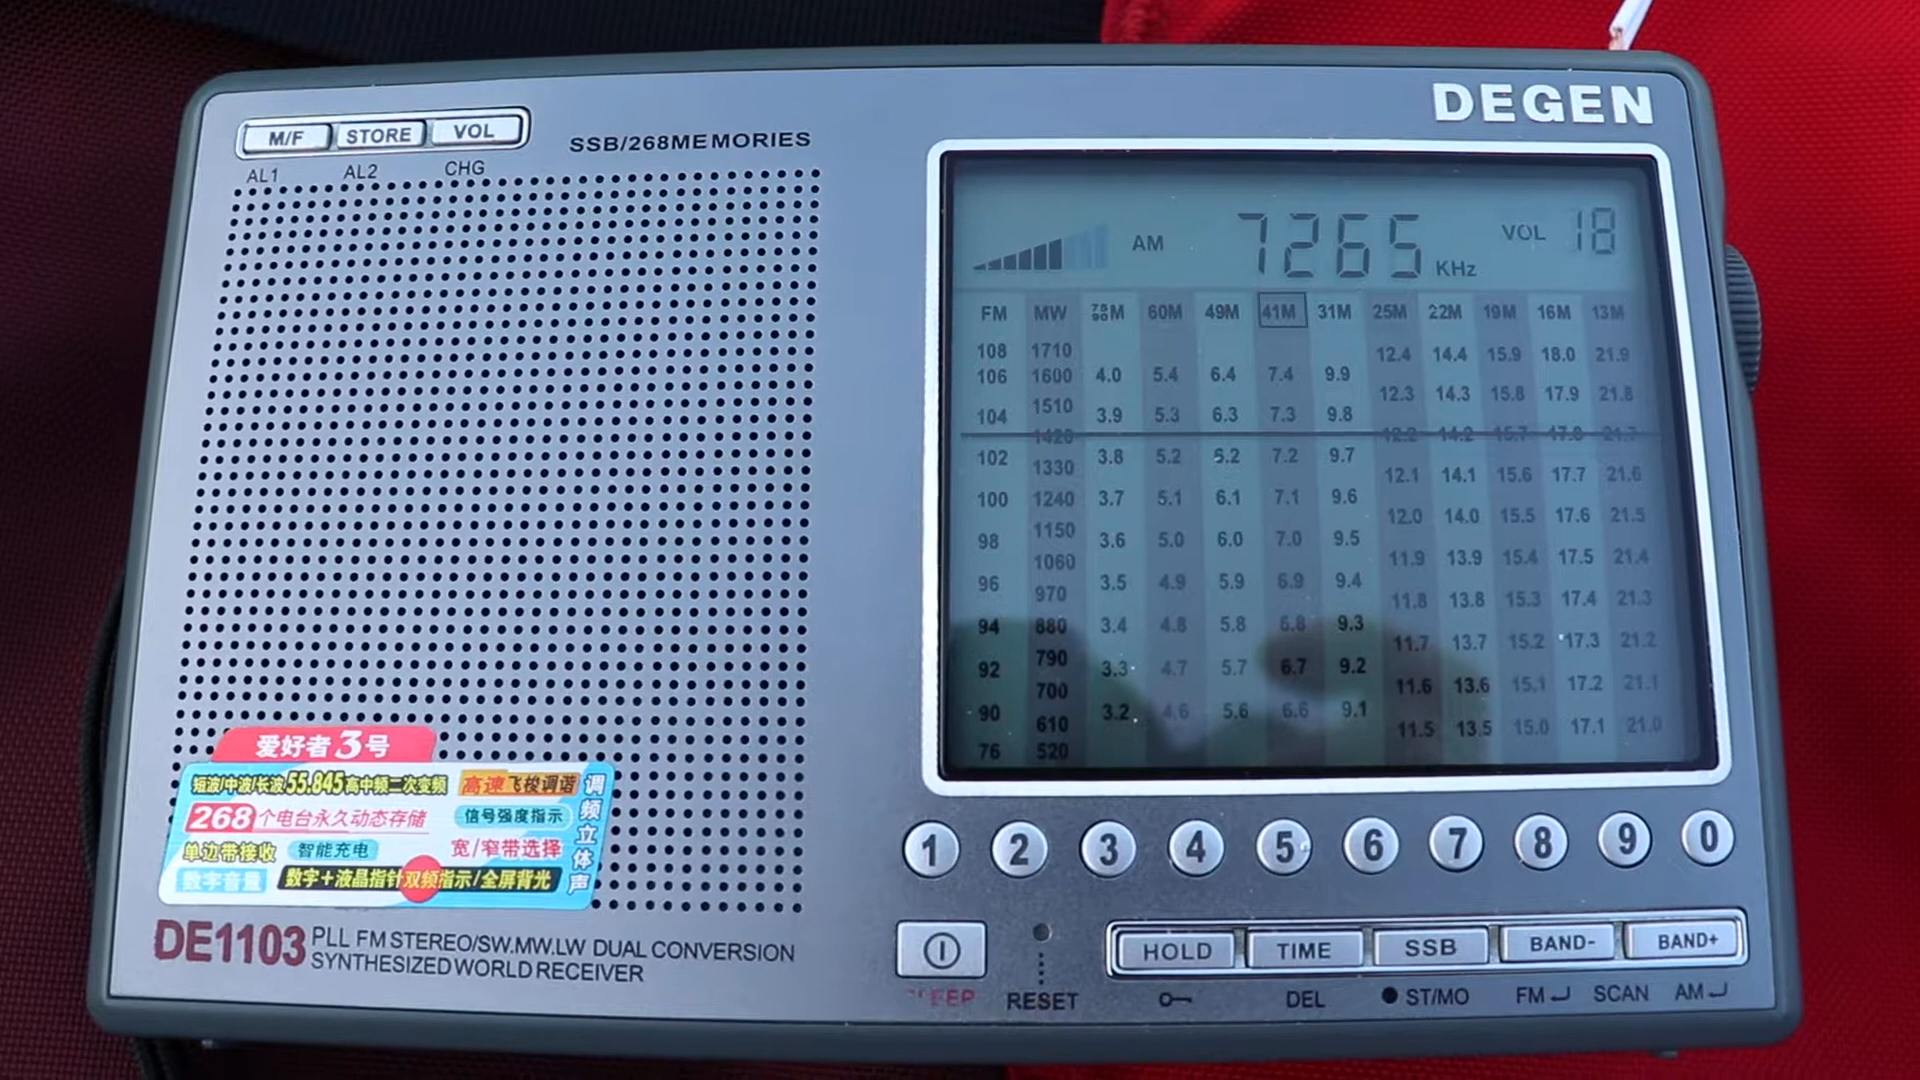 DEGEN
M/F STORE VOL
AL1 AL2 CHG
SSB/268MEMORIES
AM 7265 KHz VOL 18
FM MW 75 90M 60M 49M 41M 31M 25M 22M 19M 16M 13M
108 1710 12.4 14.4 15.9 18.0 21.9
106 1600 4.0 5.4 6.4 7.4 9.9 12.3 14.3 15.8 17.9 21.8
104 1510 3.9 5.3 6.3 7.3 9.8
1420 12.2 14.2 15.7 17.8 21.7
102 1330 3.8 5.2 6.2 7.2 9.7 12.1 14.1 15.6 17.7 21.6
100 1240 3.7 5.1 6.1 7.1 9.6 12.0 14.0 15.5 17.6 21.5
1150
98 1060 3.6 5.0 6.0 7.0 9.5 11.9 13.9 15.4 17.5 21.4
96 970 3.5 4.9 5.9 6.9 9.4 11.8 13.8 15.3 17.4 21.3
94 880 3.4 4.8 5.8 6.8 9.3 11.7 13.7 15.2 17.3 21.2
92 790 3.3 4.7 5.7 6.7 9.2 11.6 13.6 15.1 17.2 21.1
700
90 610 3.2 4.6 5.6 6.6 9.1 11.5 13.5 15.0 17.1 21.0
76 520
爱好者3号
短波/中波/长波55.845高中频二次变频 高速飞梭调谐
268个电台永久动态存储 信号强度指示
单边带接收 智能充电 宽/窄带选择
数字音量 数字+液晶指针双频指示/全屏背光
调频立体声
1 2 3 4 5 6 7 8 9 0
DE1103 PLL FM STEREO/SW.MW.LW DUAL CONVERSION
SYNTHESIZED WORLD RECEIVER
HOLD TIME SSB BAND- BAND+
SLEEP RESET DEL ST/MO FM SCAN AM